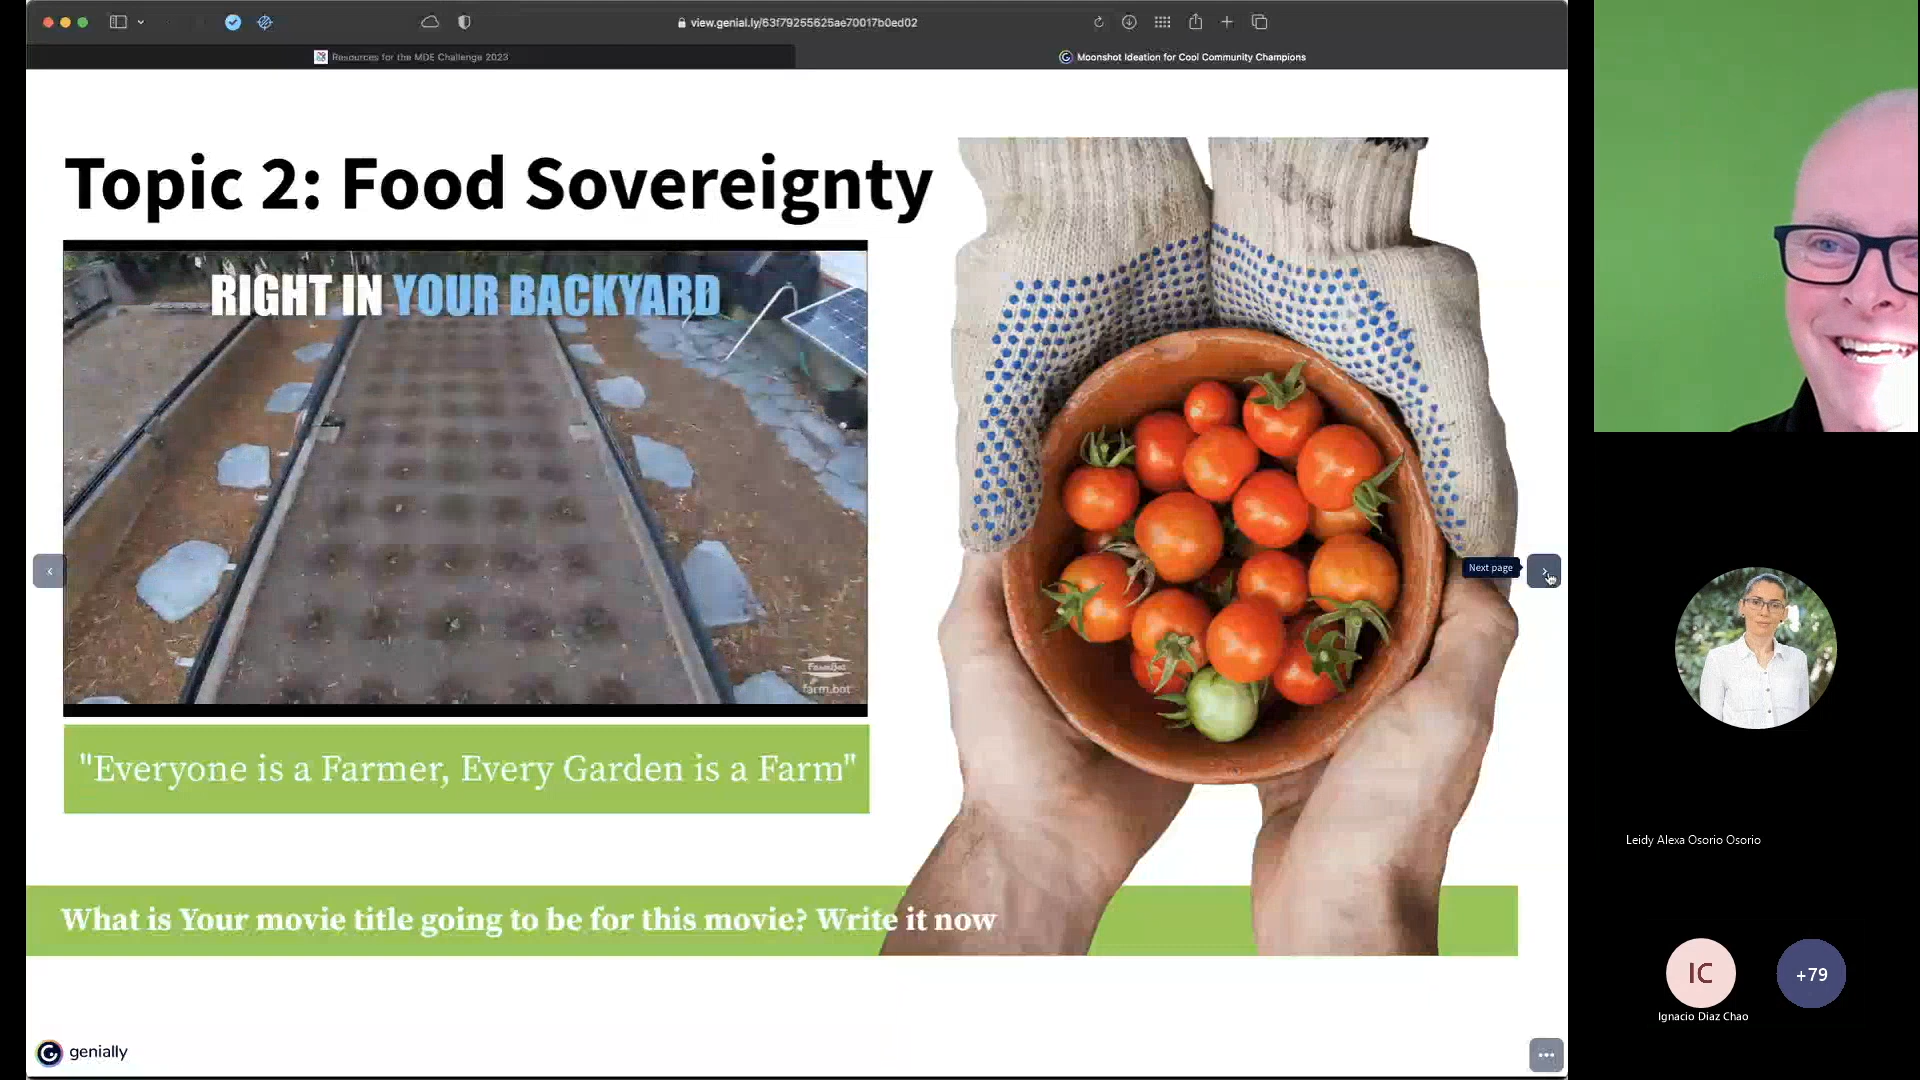 view.genial.ly/63f79255625ae70017b0ed02
Resources for the MDE Challenge 2023
Moonshot Ideation for Cool Community Champions
Topic 2: Food Sovereignty
RIGHT IN YOUR BACKYARD
FarmBot
farm.bot
Next page
"Everyone is a Farmer, Every Garden is a Farm"
What is Your movie title going to be for this movie? Write it now
genially
Leidy Alexa Osorio Osorio
IC
+79
Ignacio Diaz Chao